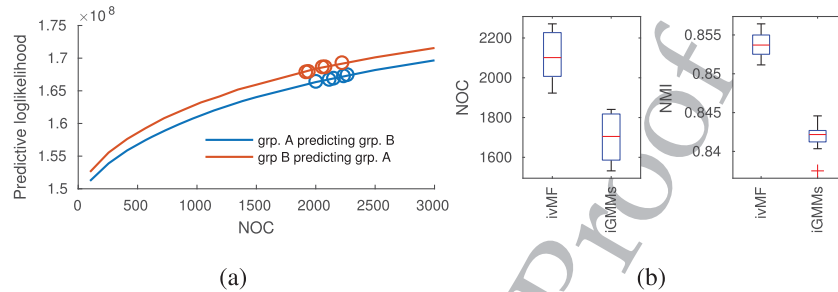 ×10⁸
1.75
1.7
1.65
1.6
1.55
1.5
Predictive loglikelihood
0 500 1000 1500 2000 2500 3000
NOC
grp. A predicting grp. B
grp B predicting grp. A
(a)
2200
2000
1800
1600
NOC
ivMF
iGMMs
0.855
0.85
0.845
0.84
NMI
ivMF
iGMMs
(b)
Proof